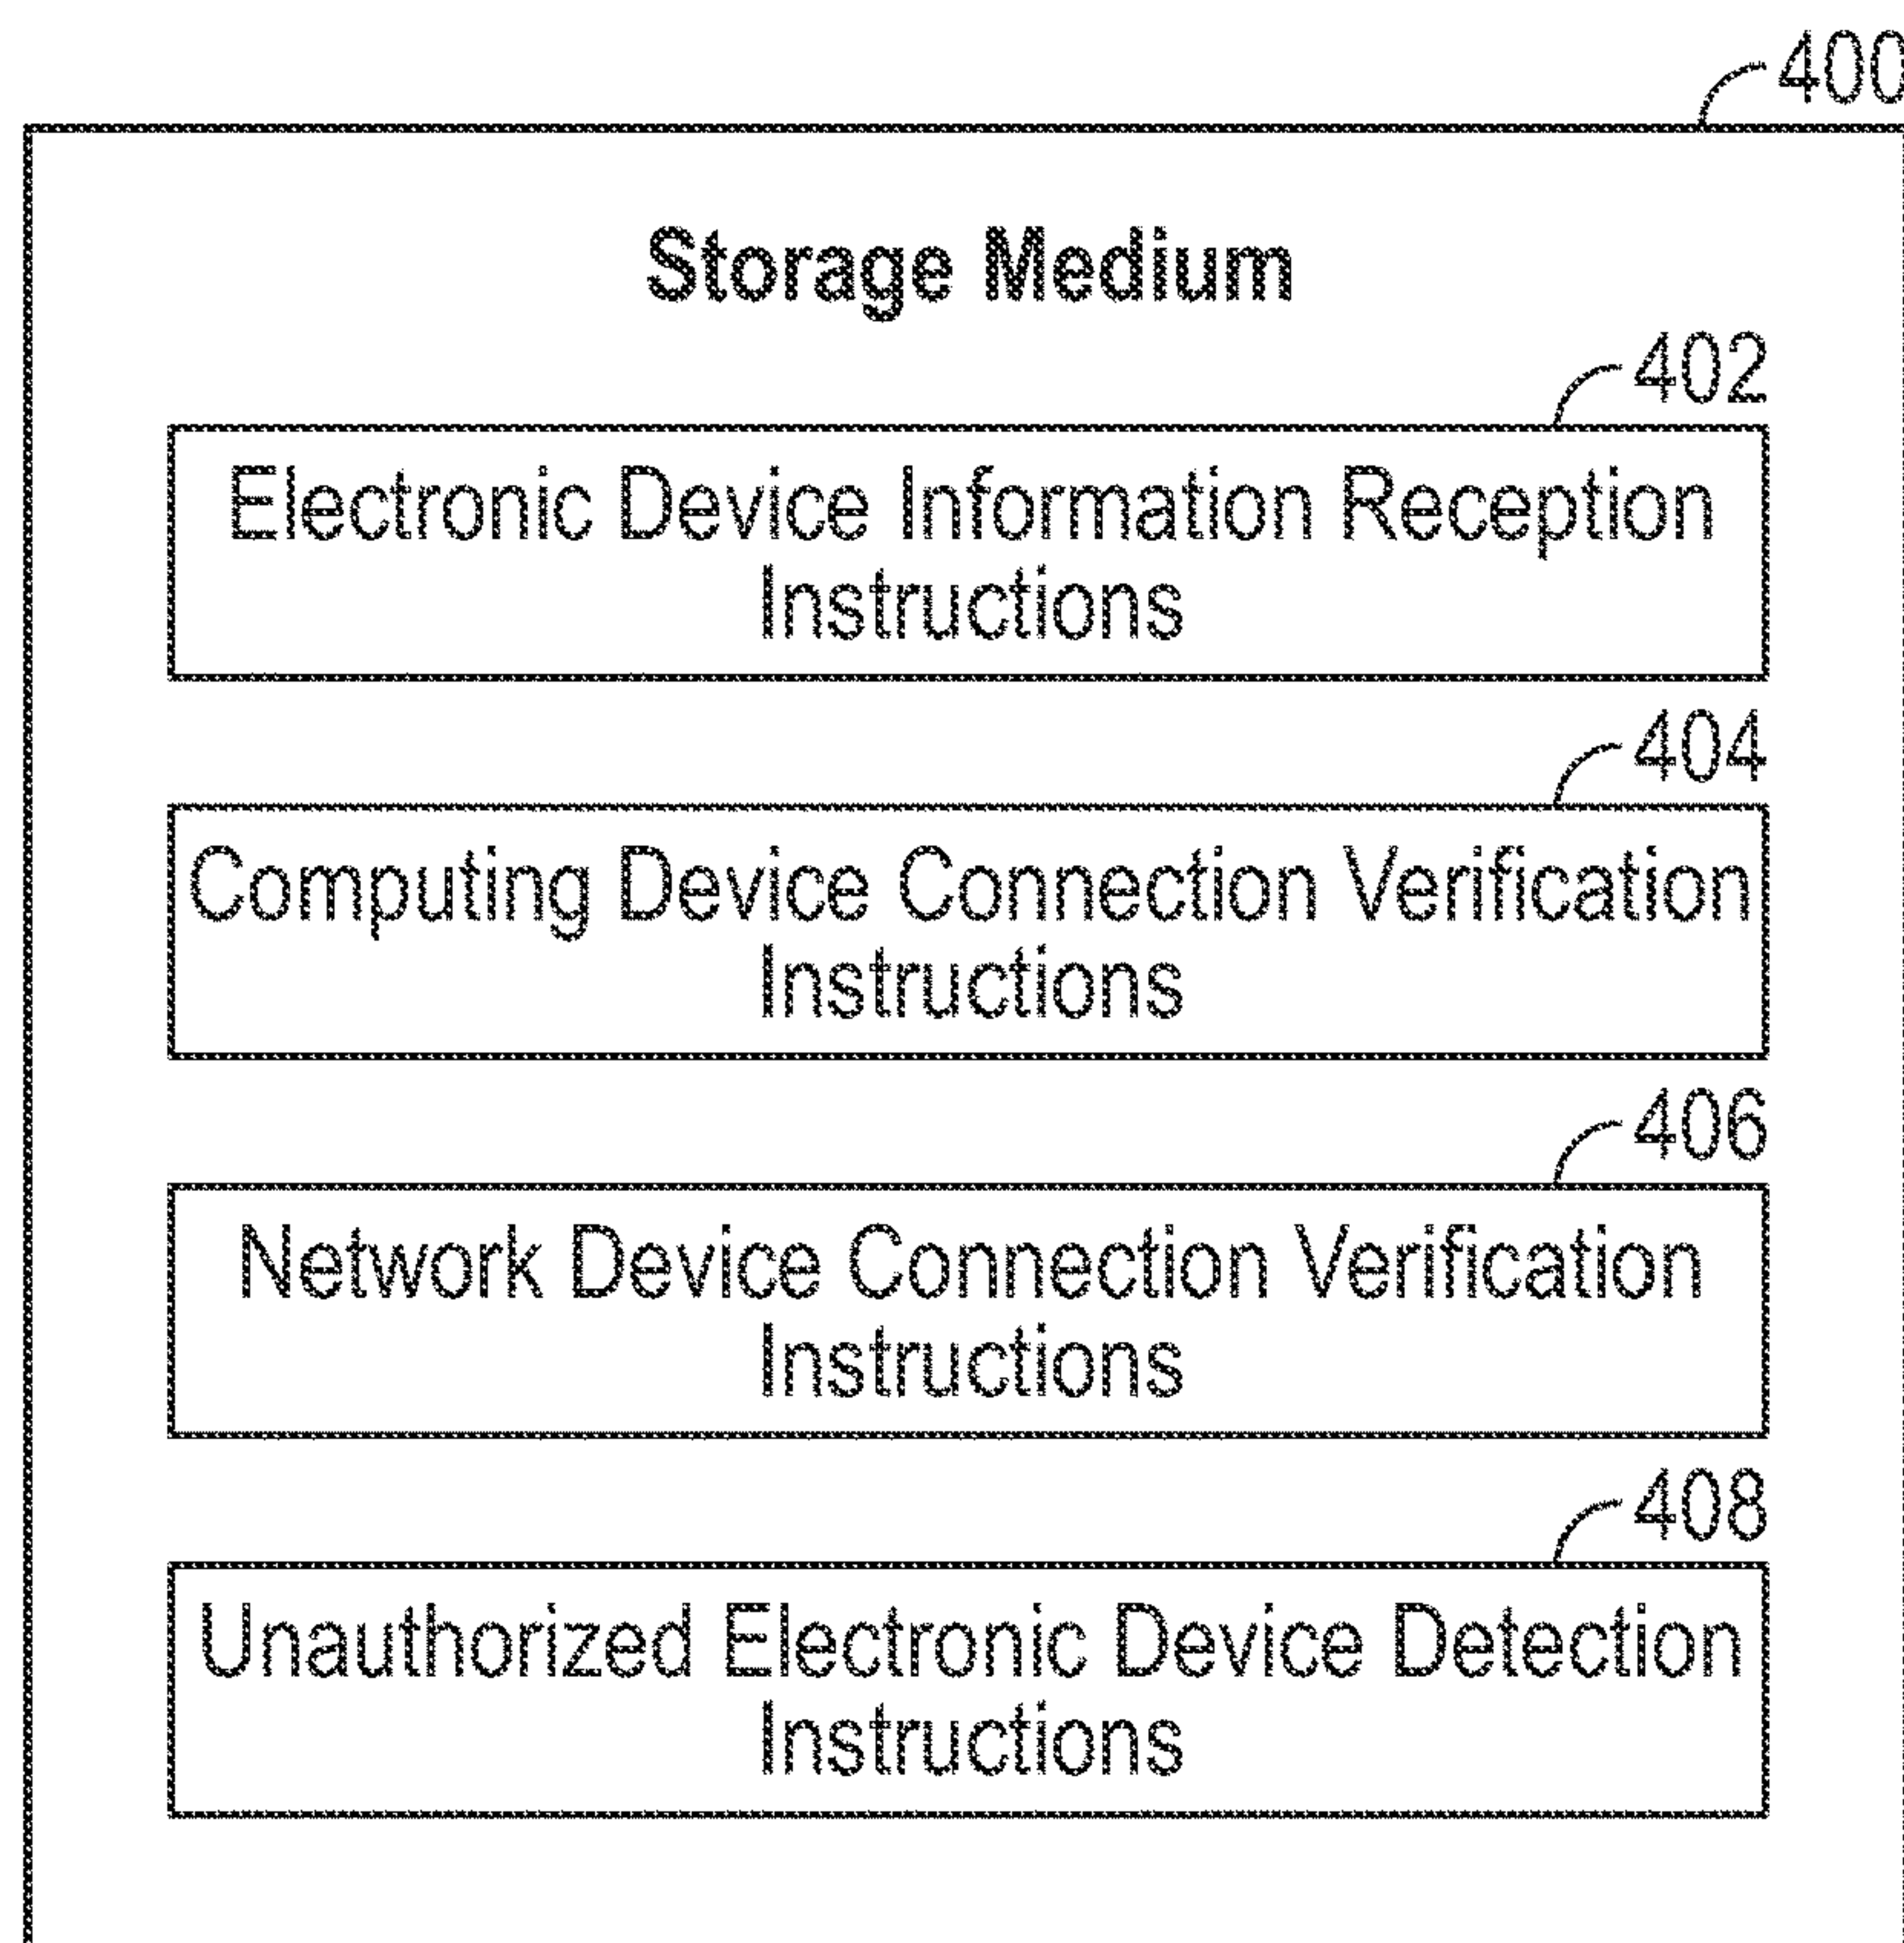 400
Storage Medium
402
Electronic Device Information Reception
Instructions
404
Computing Device Connection Verification
Instructions
406
Network Device Connection Verification
Instructions
408
Unauthorized Electronic Device Detection
Instructions